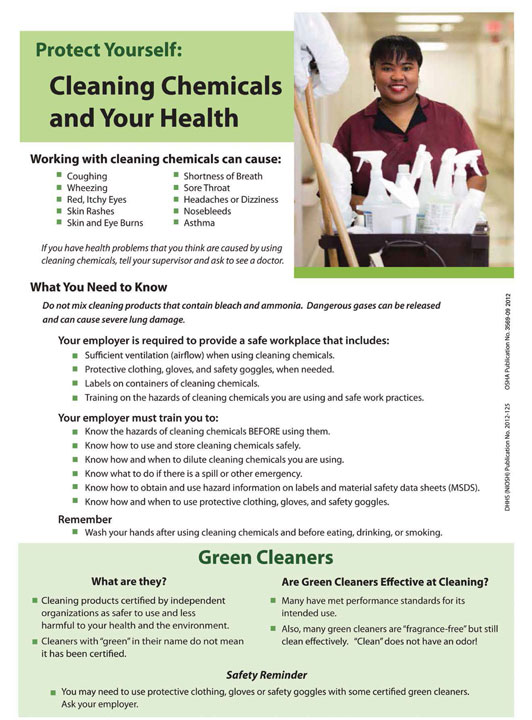 Protect Yourself:
Cleaning Chemicals
and Your Health
Working with cleaning chemicals can cause:
Coughing
Wheezing
Red, Itchy Eyes
Skin Rashes
Skin and Eye Burns
Shortness of Breath
Sore Throat
Headaches or Dizziness
Nosebleeds
Asthma
If you have health problems that you think are caused by using
cleaning chemicals, tell your supervisor and ask to see a doctor.
What You Need to Know
Do not mix cleaning products that contain bleach and ammonia. Dangerous gases can be released
and can cause severe lung damage.
Your employer is required to provide a safe workplace that includes:
Sufficient ventilation (airflow) when using cleaning chemicals.
Protective clothing, gloves, and safety goggles, when needed.
Labels on containers of cleaning chemicals.
Training on the hazards of cleaning chemicals you are using and safe work practices.
Your employer must train you to:
Know the hazards of cleaning chemicals BEFORE using them.
Know how to use and store cleaning chemicals safely.
Know how and when to dilute cleaning chemicals you are using.
Know what to do if there is a spill or other emergency.
Know how to obtain and use hazard information on labels and material safety data sheets (MSDS).
Know how and when to use protective clothing, gloves, and safety goggles.
Remember
Wash your hands after using cleaning chemicals and before eating, drinking, or smoking.
DHHS (NIOSH) Publication No. 2012-125 OSHA Publication No. 3569-09 2012
Green Cleaners
What are they?
Cleaning products certified by independent
organizations as safer to use and less
harmful to your health and the environment.
Cleaners with "green" in their name do not mean
it has been certified.
Are Green Cleaners Effective at Cleaning?
Many have met performance standards for its
intended use.
Also, many green cleaners are "fragrance-free" but still
clean effectively. "Clean" does not have an odor!
Safety Reminder
You may need to use protective clothing, gloves or safety goggles with some certified green cleaners.
Ask your employer.